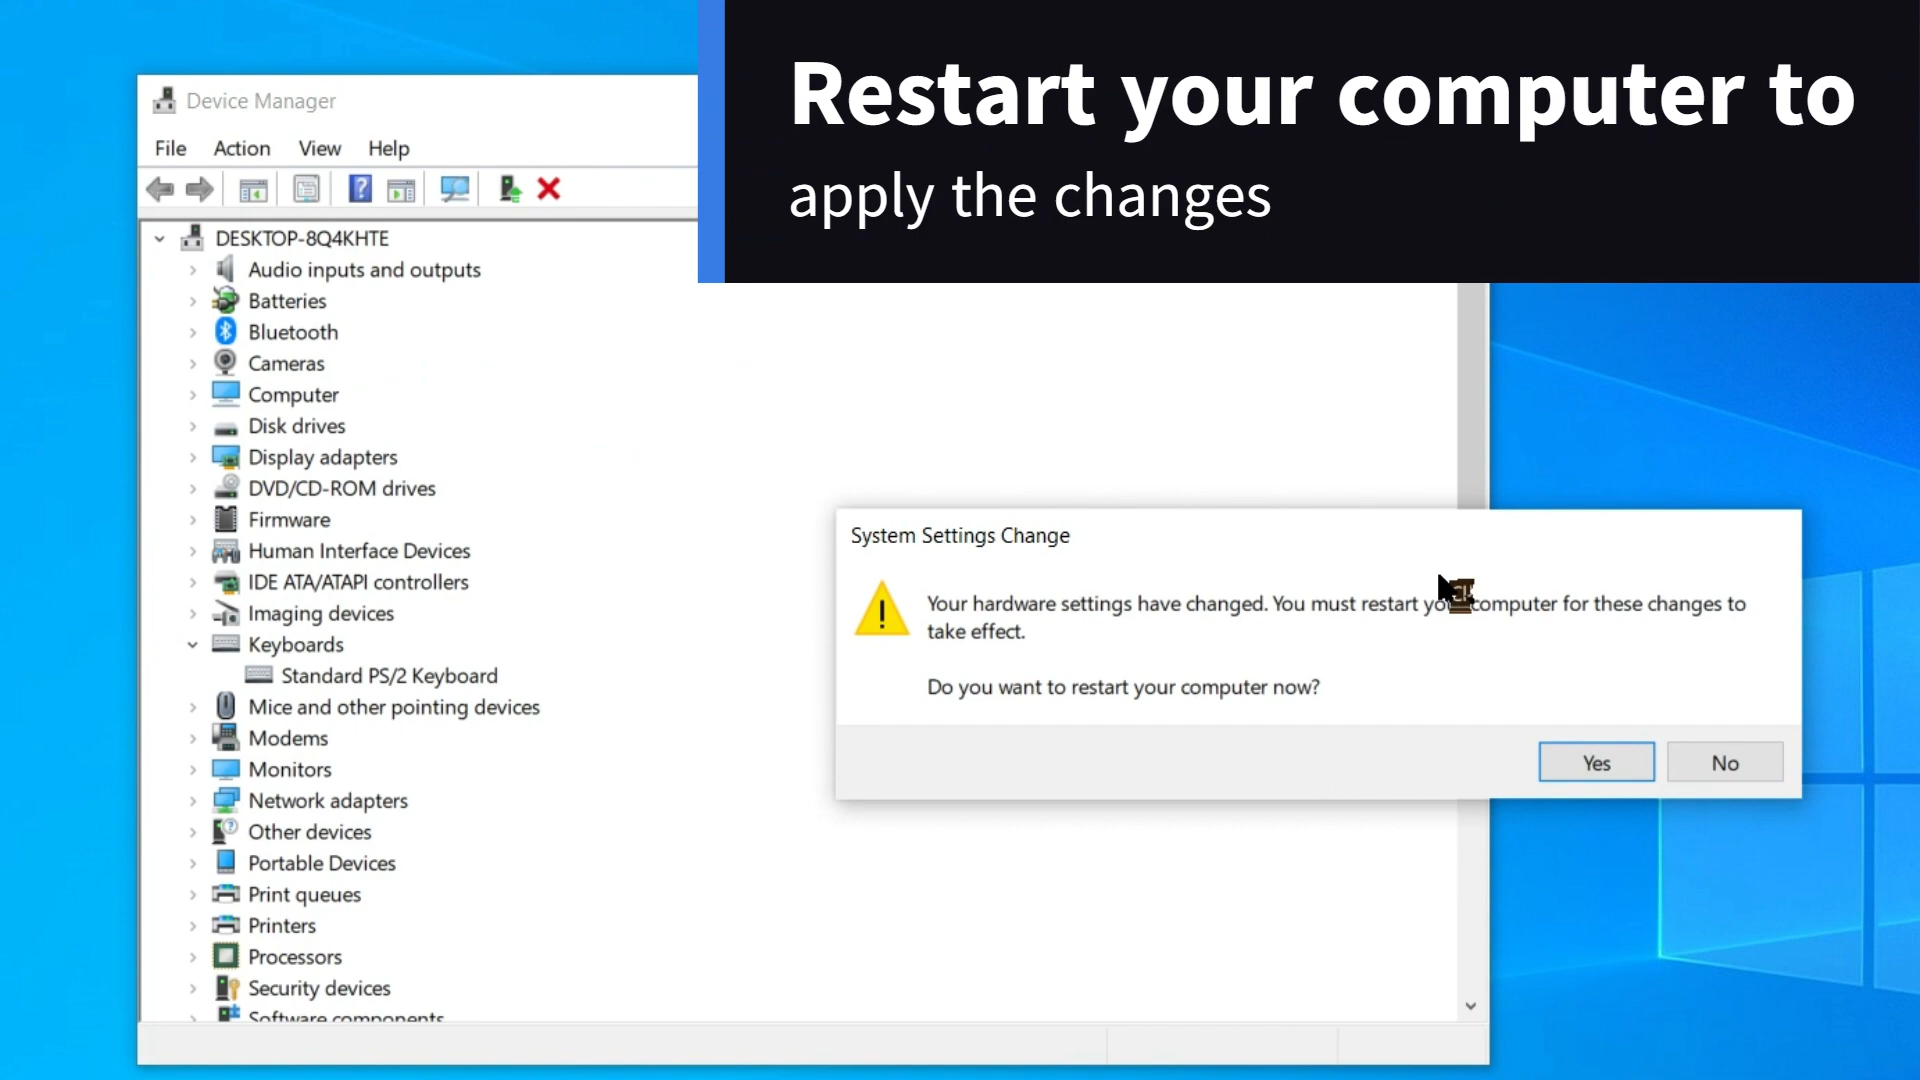 Restart your computer to
apply the changes
Device Manager
File Action View Help
DESKTOP-8Q4KHTE
Audio inputs and outputs
Batteries
Bluetooth
Cameras
Computer
Disk drives
Display adapters
DVD/CD-ROM drives
Firmware
Human Interface Devices
IDE ATA/ATAPI controllers
Imaging devices
Keyboards
Standard PS/2 Keyboard
Mice and other pointing devices
Modems
Monitors
Network adapters
Other devices
Portable Devices
Print queues
Printers
Processors
Security devices
Software components
System Settings Change
Your hardware settings have changed. You must restart your computer for these changes to
take effect.
Do you want to restart your computer now?
Yes No